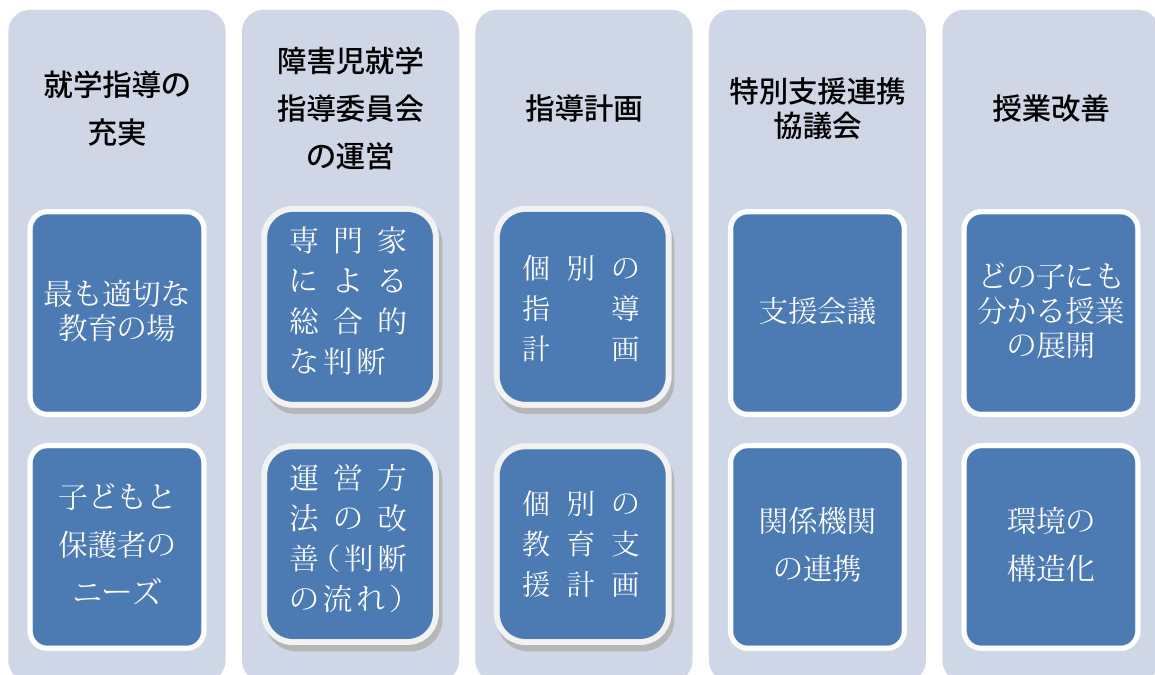 就学指導の
充実
最も適切な
教育の場
子どもと
保護者の
ニーズ
障害児就学
指導委員会
の運営
専門家
による
総合的
な判断
運営方
法の改
善(判断
の流れ)
指導計画
個別の
指導
計画
個別の
教育支
援計画
特別支援連携
協議会
支援会議
関係機関
の連携
授業改善
どの子にも
分かる授業
の展開
環境の
構造化